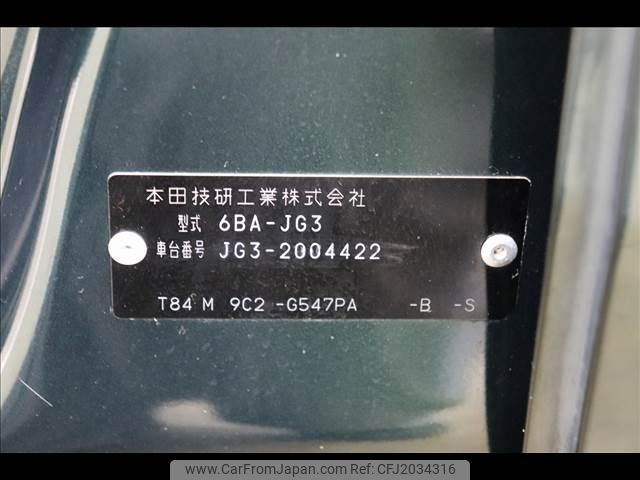 本田技研工業株式会社
型式 6BA-JG3
車台番号 JG3-2004422
T84 M 9C2 -G547PA -B -S
www.CarFromJapan.com | Ref.No.CFJ2034316